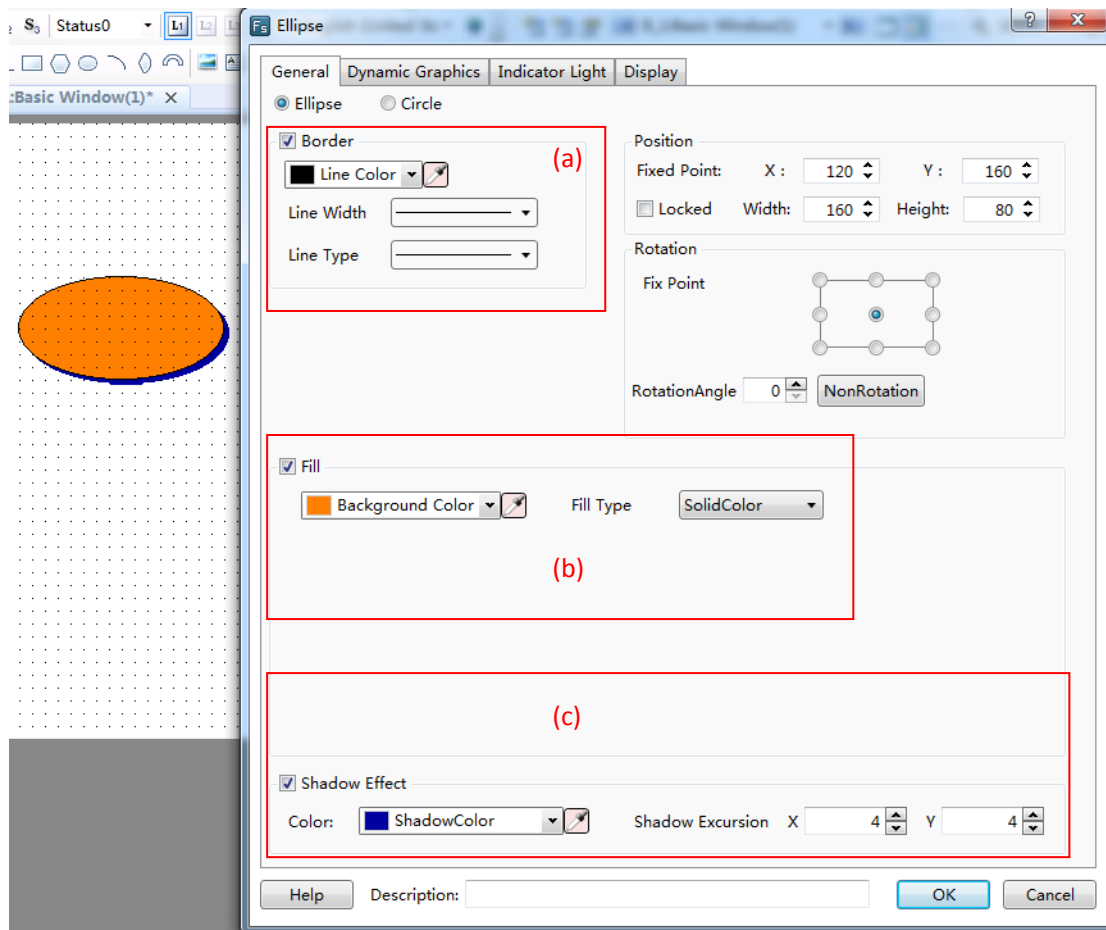 S3 Status0 L1 L2
Ellipse
:Basic Window(1)*
General Dynamic Graphics Indicator Light Display
Ellipse Circle
Border (a) Position
Line Color Fixed Point: X : 120 Y : 160
Line Width Locked Width: 160 Height: 80
Line Type Rotation
Fix Point
RotationAngle 0 NonRotation
Fill
Background Color Fill Type SolidColor
(b)
(c)
Shadow Effect
Color: ShadowColor Shadow Excursion X 4 Y 4
Help Description: OK Cancel